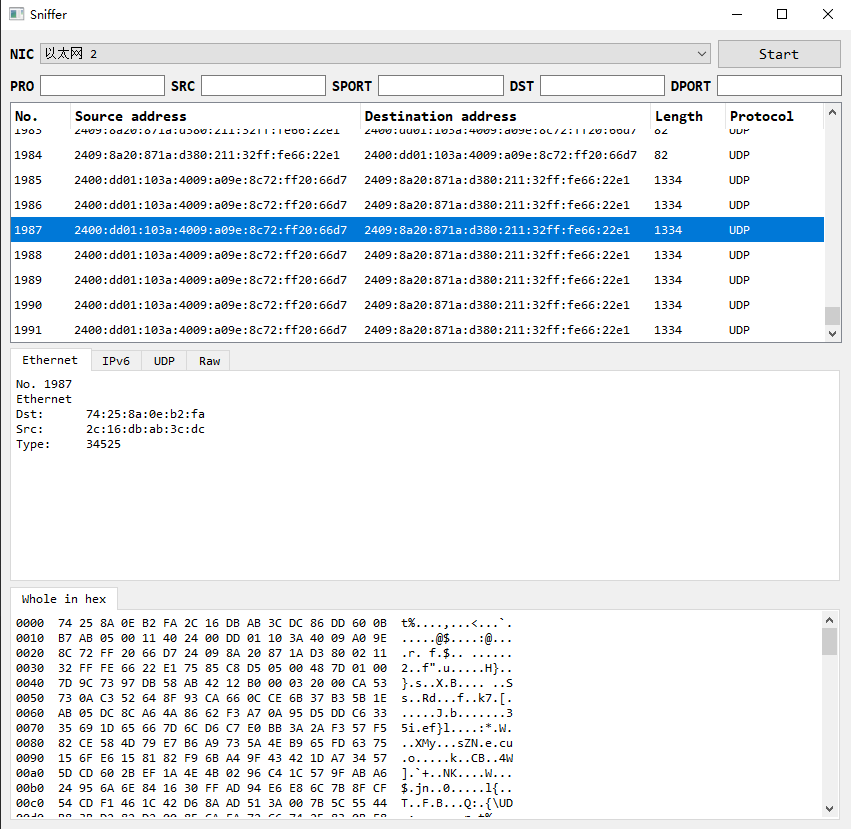 Sniffer
NIC 以太网 2 Start
PRO SRC SPORT DST DPORT
No. Source address Destination address Length Protocol
1983 2409:8a20:871a:d380:211:32ff:fe66:22e1 2400:dd01:103a:4009:a09e:8c72:ff20:66d7 82 UDP
1984 2409:8a20:871a:d380:211:32ff:fe66:22e1 2400:dd01:103a:4009:a09e:8c72:ff20:66d7 82 UDP
1985 2400:dd01:103a:4009:a09e:8c72:ff20:66d7 2409:8a20:871a:d380:211:32ff:fe66:22e1 1334 UDP
1986 2400:dd01:103a:4009:a09e:8c72:ff20:66d7 2409:8a20:871a:d380:211:32ff:fe66:22e1 1334 UDP
1987 2400:dd01:103a:4009:a09e:8c72:ff20:66d7 2409:8a20:871a:d380:211:32ff:fe66:22e1 1334 UDP
1988 2400:dd01:103a:4009:a09e:8c72:ff20:66d7 2409:8a20:871a:d380:211:32ff:fe66:22e1 1334 UDP
1989 2400:dd01:103a:4009:a09e:8c72:ff20:66d7 2409:8a20:871a:d380:211:32ff:fe66:22e1 1334 UDP
1990 2400:dd01:103a:4009:a09e:8c72:ff20:66d7 2409:8a20:871a:d380:211:32ff:fe66:22e1 1334 UDP
1991 2400:dd01:103a:4009:a09e:8c72:ff20:66d7 2409:8a20:871a:d380:211:32ff:fe66:22e1 1334 UDP
Ethernet IPv6 UDP Raw
No. 1987
Ethernet
Dst: 74:25:8a:0e:b2:fa
Src: 2c:16:db:ab:3c:dc
Type: 34525
Whole in hex
0000 74 25 8A 0E B2 FA 2C 16 DB AB 3C DC 86 DD 60 0B t%....,...<...`.
0010 B7 AB 05 00 11 40 24 00 DD 01 10 3A 40 09 A0 9E .....@$....:@...
0020 8C 72 FF 20 66 D7 24 09 8A 20 87 1A D3 80 02 11 .r. f.$.. ......
0030 32 FF FE 66 22 E1 75 85 C8 D5 05 00 48 7D 01 00 2..f".u.....H}..
0040 7D 9C 73 97 DB 58 AB 42 12 B0 00 03 20 00 CA 53 }.s..X.B.... ..S
0050 73 0A C3 52 64 8F 93 CA 66 0C CE 6B 37 B3 5B 1E s..Rd...f..k7.[.
0060 AB 05 DC 8C A6 4A 86 62 F3 A7 0A 95 D5 DD C6 33 .....J.b.......3
0070 35 69 1D 65 66 7D 6C D6 C7 E0 BB 3A 2A F3 57 F5 5i.ef}l....:*.W.
0080 82 CE 58 4D 79 E7 B6 A9 73 5A 4E B9 65 FD 63 75 ..XMy...sZN.e.cu
0090 15 6F E6 15 81 82 F9 6B A4 9F 43 42 1D A7 34 57 .o.....k..CB..4W
00a0 5D CD 60 2B EF 1A 4E 4B 02 96 C4 1C 57 9F AB A6 ].`+..NK....W...
00b0 24 95 6A 6E 84 16 30 FF AD 94 E6 E8 6C 7B 8F CF $.jn..0.....l{..
00c0 54 CD F1 46 1C 42 D6 8A AD 51 3A 00 7B 5C 55 44 T..F.B...Q:.{\UD